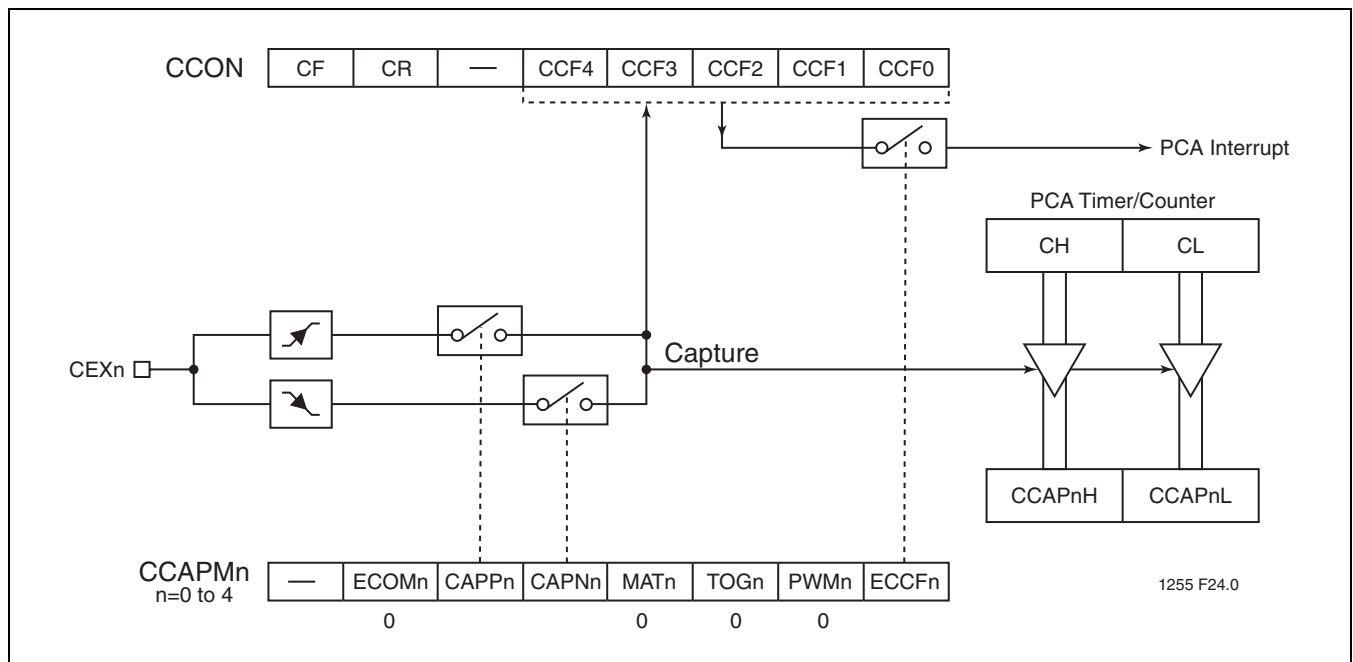 CCON CF CR — CCF4 CCF3 CCF2 CCF1 CCF0
PCA Interrupt
PCA Timer/Counter
CH CL
CEXn
Capture
CCAPnH CCAPnL
CCAPMn — ECOMn CAPPn CAPNn MATn TOGn PWMn ECCFn
n=0 to 4
0 0 0 0
1255 F24.0